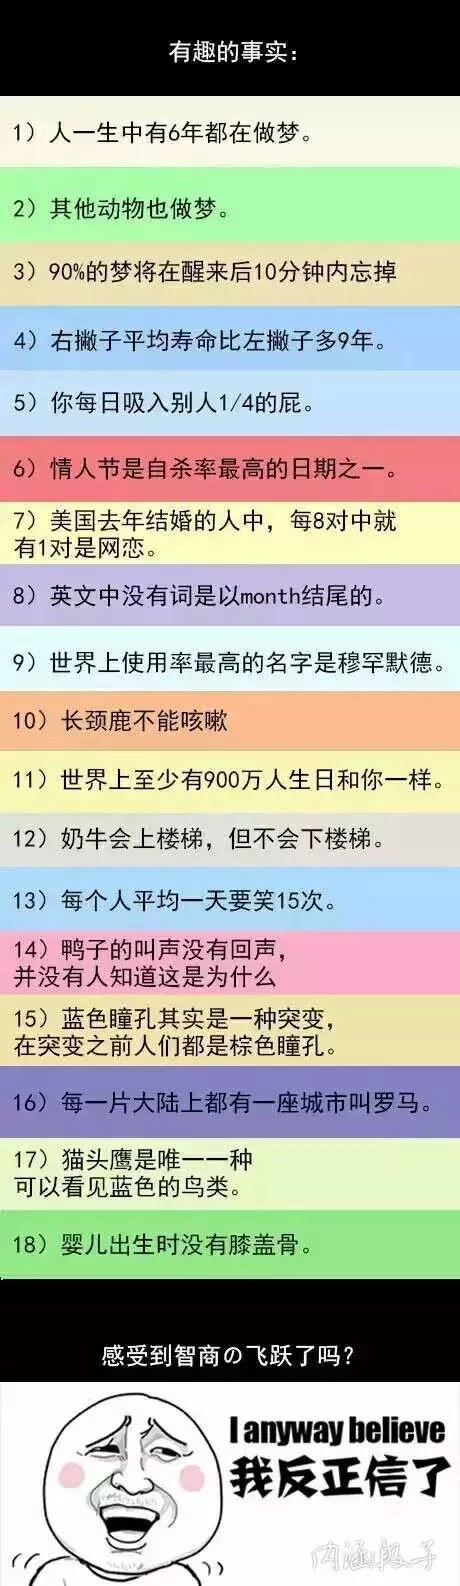 有趣的事实：
1）人一生中有6年都在做梦。
2）其他动物也做梦。
3）90%的梦将在醒来后10分钟内忘掉
4）右撇子平均寿命比左撇子多9年。
5）你每日吸入别人1/4的屁。
6）情人节是自杀率最高的日期之一。
7）美国去年结婚的人中，每8对中就
有1对是网恋。
8）英文中没有词是以month结尾的。
9）世界上使用率最高的名字是穆罕默德。
10）长颈鹿不能咳嗽
11）世界上至少有900万人生日和你一样。
12）奶牛会上楼梯，但不会下楼梯。
13）每个人平均一天要笑15次。
14）鸭子的叫声没有回声，
并没有人知道这是为什么
15）蓝色瞳孔其实是一种突变，
在突变之前人们都是棕色瞳孔。
16）每一片大陆上都有一座城市叫罗马。
17）猫头鹰是唯一一种
可以看见蓝色的鸟类。
18）婴儿出生时没有膝盖骨。
感受到智商の飞跃了吗？
I anyway believe
我反正信了
内涵段子